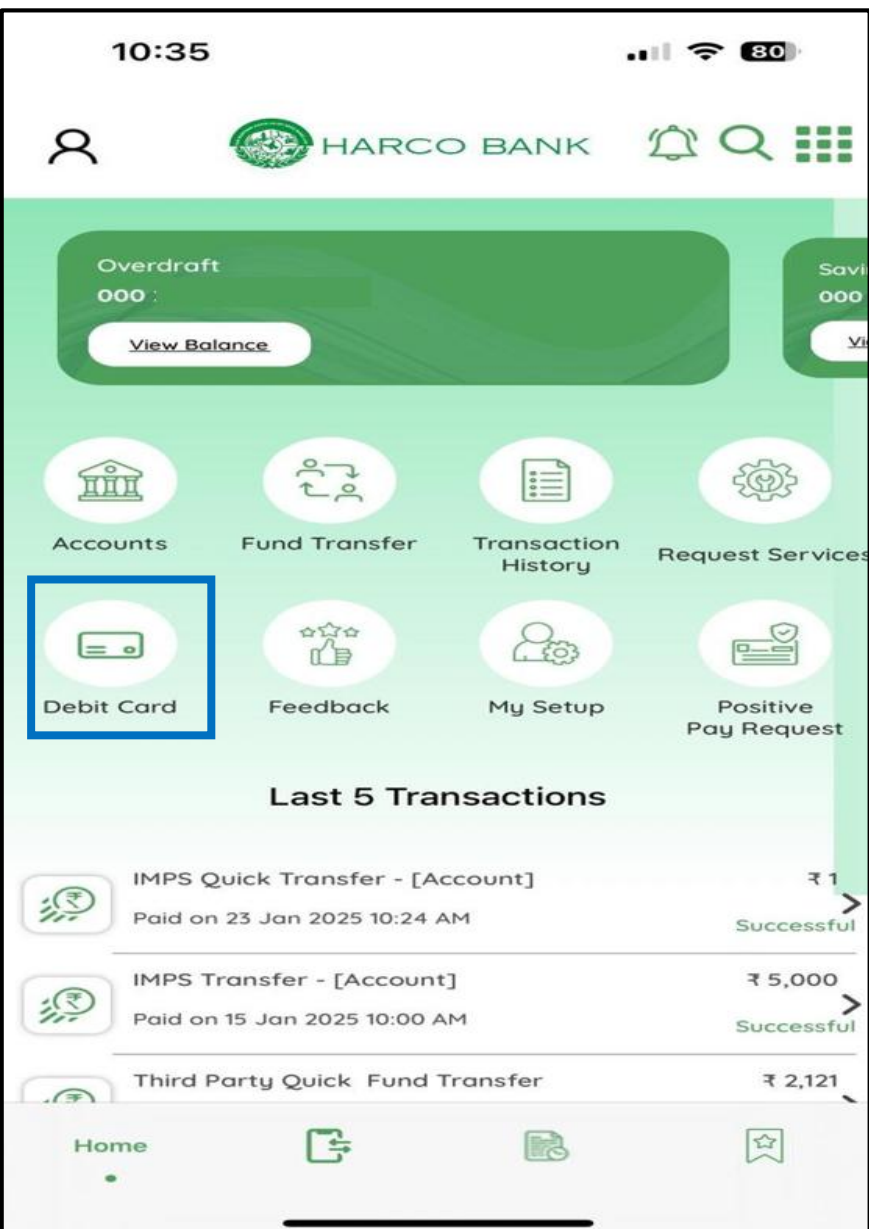 10:35
80
HARCO BANK
Overdraft
000 :
View Balance
Savi
000
Vi
Accounts
Fund Transfer
Transaction
History
Request Services
Debit Card
Feedback
My Setup
Positive
Pay Request
Last 5 Transactions
IMPS Quick Transfer - [Account]
₹ 1
Paid on 23 Jan 2025 10:24 AM
Successful
IMPS Transfer - [Account]
₹ 5,000
Paid on 15 Jan 2025 10:00 AM
Successful
Third Party Quick Fund Transfer
₹ 2,121
Home